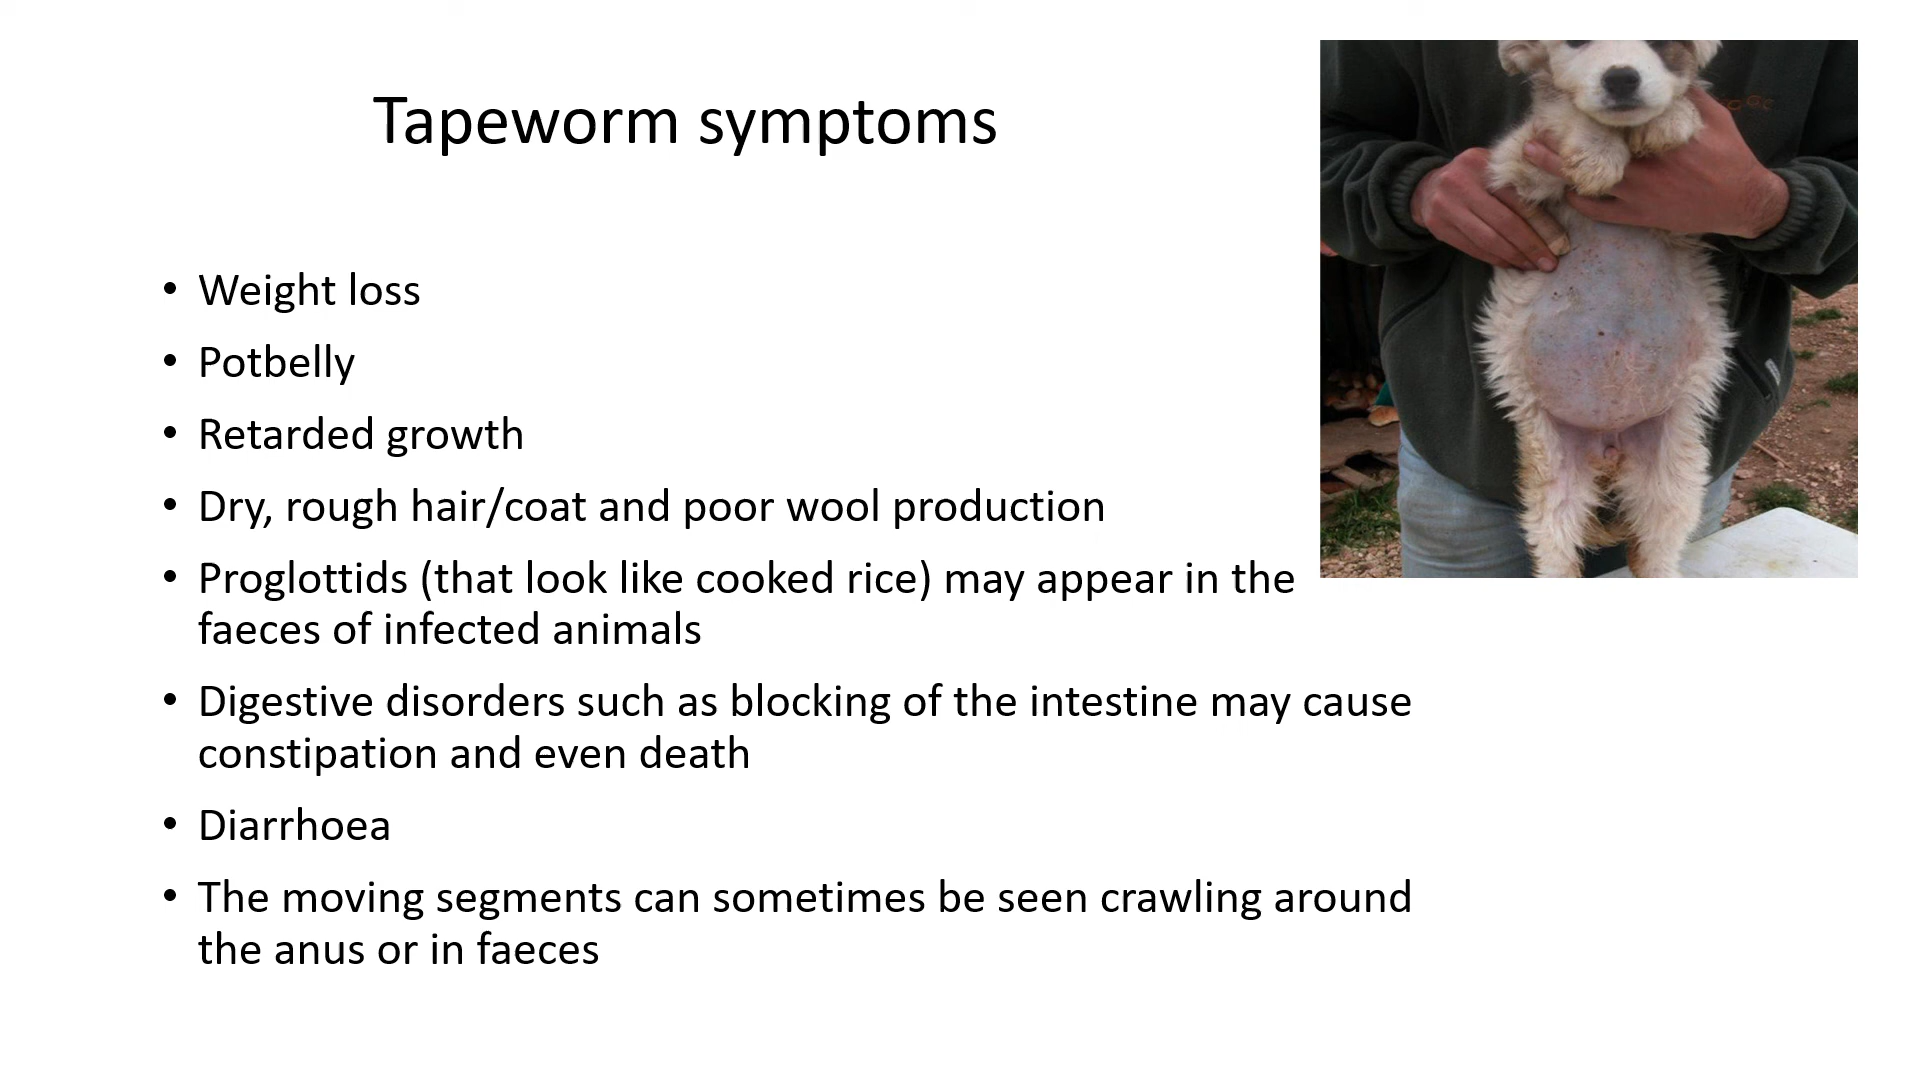 Tapeworm symptoms
• Weight loss
• Potbelly
• Retarded growth
• Dry, rough hair/coat and poor wool production
• Proglottids (that look like cooked rice) may appear in the
faeces of infected animals
• Digestive disorders such as blocking of the intestine may cause
constipation and even death
• Diarrhoea
• The moving segments can sometimes be seen crawling around
the anus or in faeces